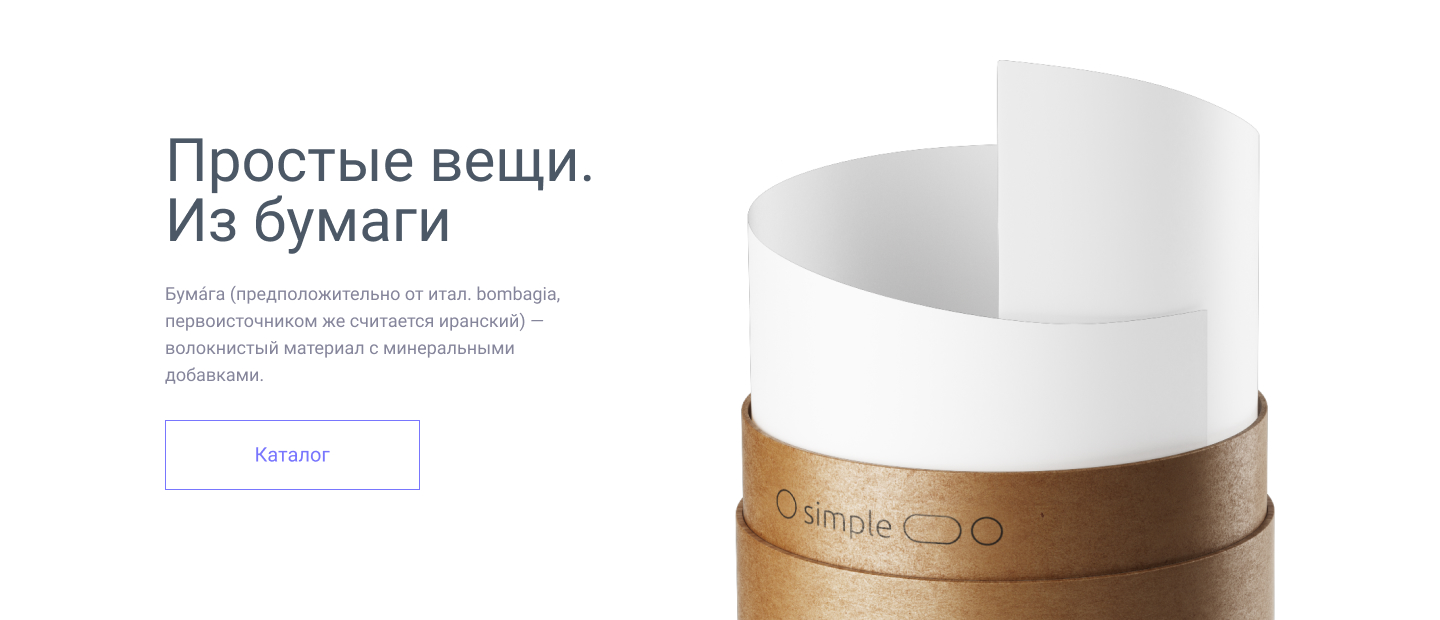 Простые вещи.
Из бумаги
Бума́га (предположительно от итал. bombagia,
первоисточником же считается иранский) —
волокнистый материал с минеральными
добавками.
Каталог
simple